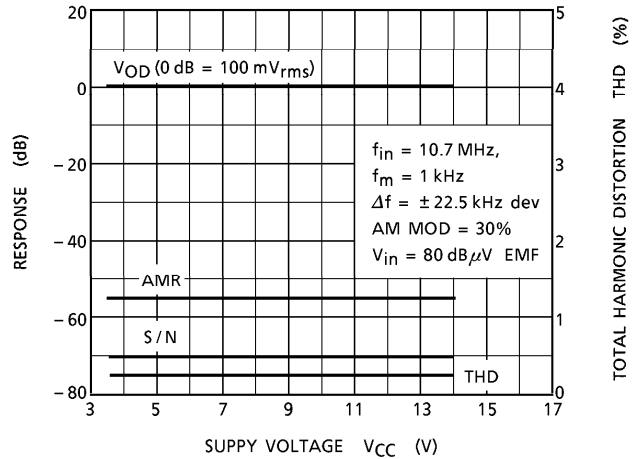 20
0
−20
−40
−60
−80
RESPONSE (dB)
VOD (0 dB = 100 mVrms)
fin = 10.7 MHz,
fm = 1 kHz
Δf = ±22.5 kHz dev
AM MOD = 30%
Vin = 80 dBμV EMF
AMR
S/N
THD
5
4
3
2
1
0
TOTAL HARMONIC DISTORTION THD (%)
3 5 7 9 11 13 15 17
SUPPY VOLTAGE VCC (V)